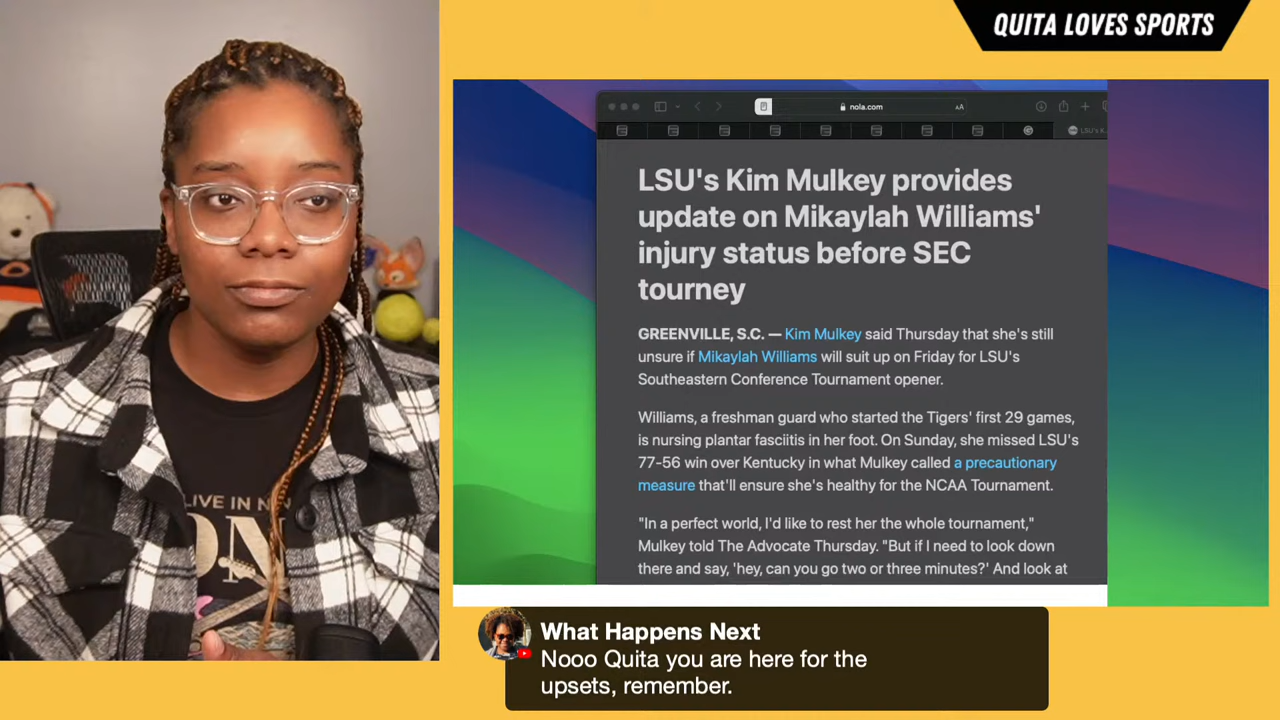 QUITA LOVES SPORTS
nola.com
AA
LSU's K...
LSU's Kim Mulkey provides
update on Mikaylah Williams'
injury status before SEC
tourney
GREENVILLE, S.C. — Kim Mulkey said Thursday that she's still
unsure if Mikaylah Williams will suit up on Friday for LSU's
Southeastern Conference Tournament opener.
Williams, a freshman guard who started the Tigers' first 29 games,
is nursing plantar fasciitis in her foot. On Sunday, she missed LSU's
77-56 win over Kentucky in what Mulkey called a precautionary
measure that'll ensure she's healthy for the NCAA Tournament.
"In a perfect world, I'd like to rest her the whole tournament,"
Mulkey told The Advocate Thursday. "But if I need to look down
there and say, 'hey, can you go two or three minutes?' And look at
LIVE IN
What Happens Next
Nooo Quita you are here for the
upsets, remember.